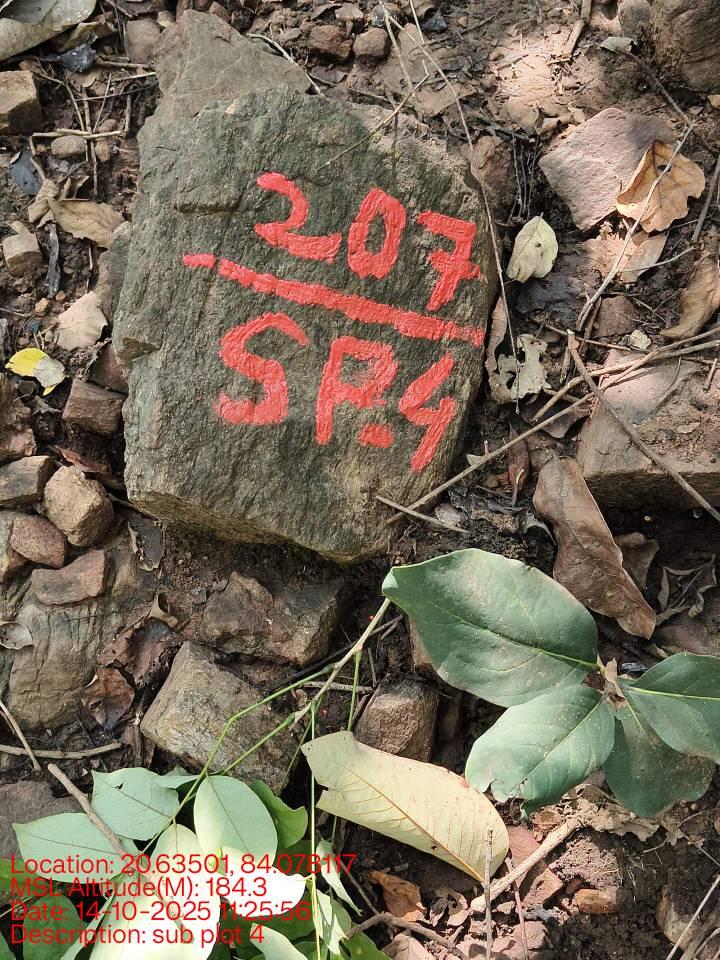 207
SP.4
Location: 20.63501, 84.078117
MSL Altitude(M): 184.3
Date: 14-10-2025 11:25:56
Description: sub plot 4